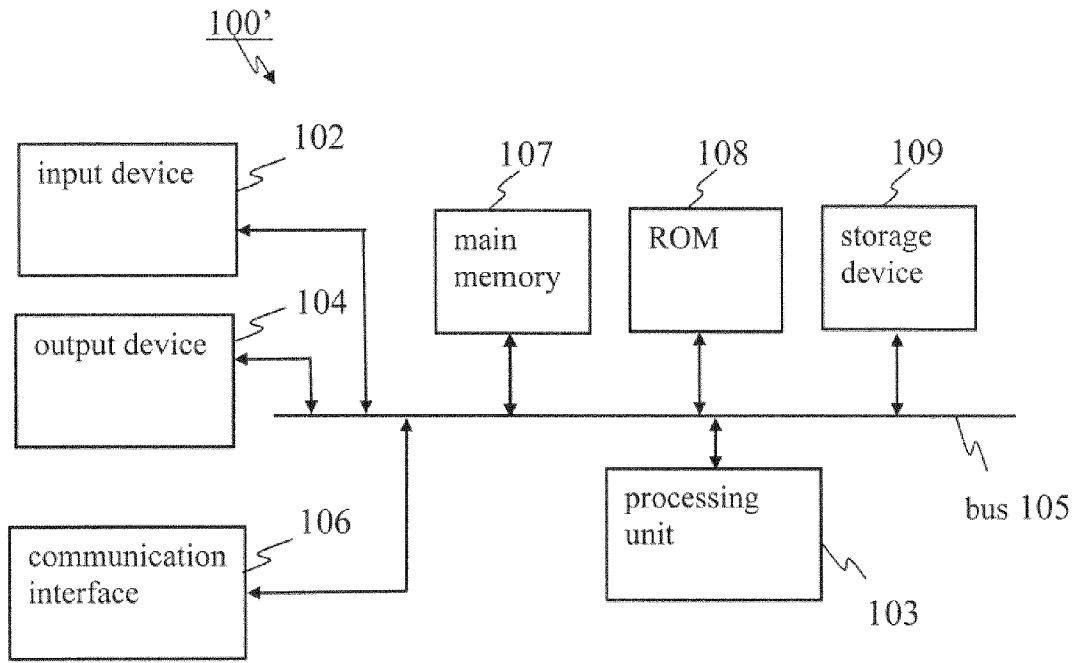 100’
102
input device
107
main
memory
108
ROM
109
storage
device
104
output device
bus 105
106
communication
interface
processing
unit
103